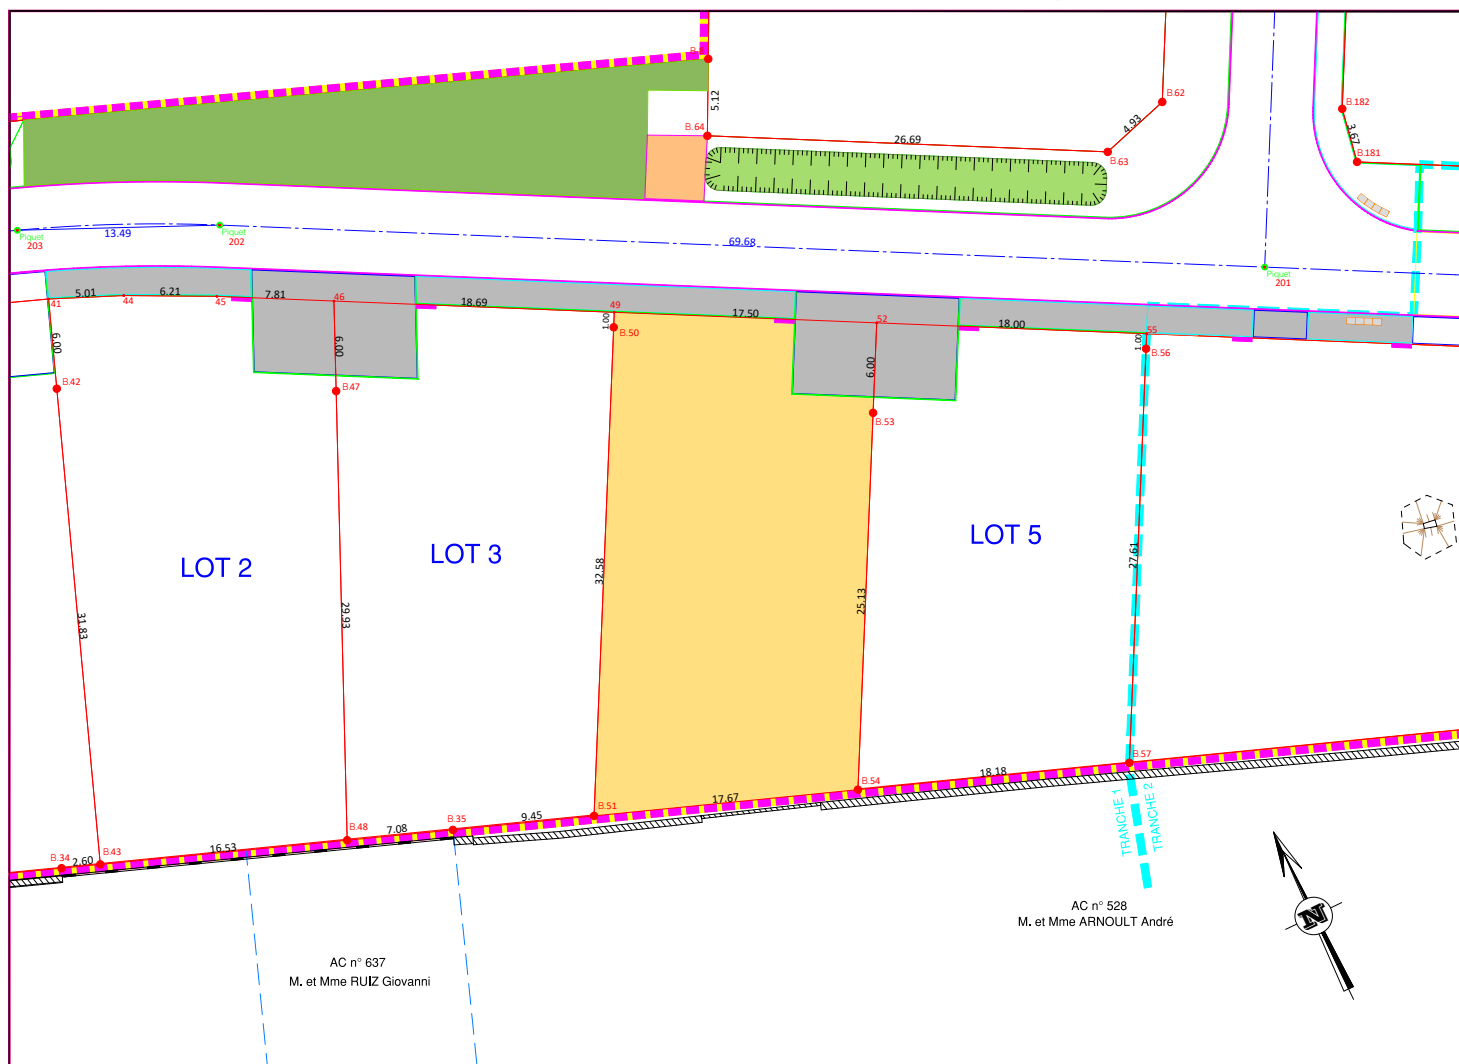 B.5
5.12
B.64
26.69
B.63
4.93
B.62
B.182
3.67
B.181
Piquet
203
13.49
Piquet
202
69.68
Piquet
201
41
5.01
44
6.21
45
7.81
46
18.69
49
17.50
52
18.00
55
6.00
6.00
1.00
B.50
6.00
1.00
B.56
B.42
B.47
B.53
LOT 2
LOT 3
LOT 5
31.83
29.93
32.58
25.13
27.61
B.34
2.60
B.43
16.53
B.48
7.08
B.35
9.45
B.51
17.67
B.54
18.18
B.57
TRANCHE 1
TRANCHE 2
AC n° 528
M. et Mme ARNOULT André
AC n° 637
M. et Mme RUIZ Giovanni
N